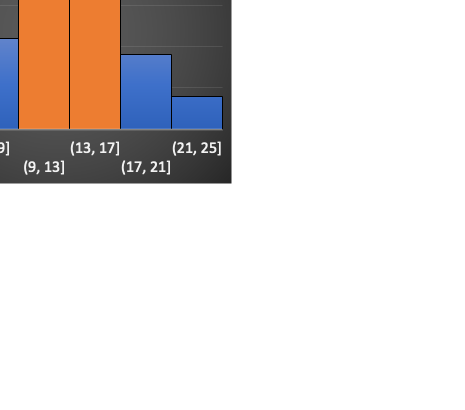 9] (13, 17] (21, 25]
(9, 13] (17, 21]